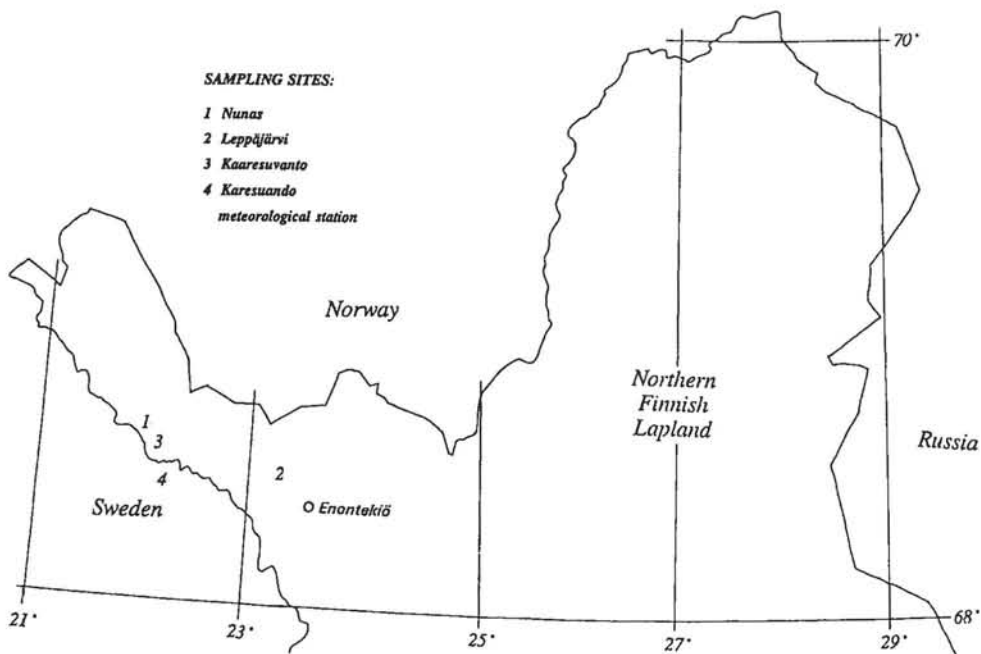 70°
SAMPLING SITES:
1 Nunas
2 Leppäjärvi
3 Kaaresuvanto
4 Karesuando
meteorological station
Norway
Northern
Finnish
Lapland
Russia
1
3
4
2
Sweden
Enontekiö
21°
23°
25°
27°
29°
68°